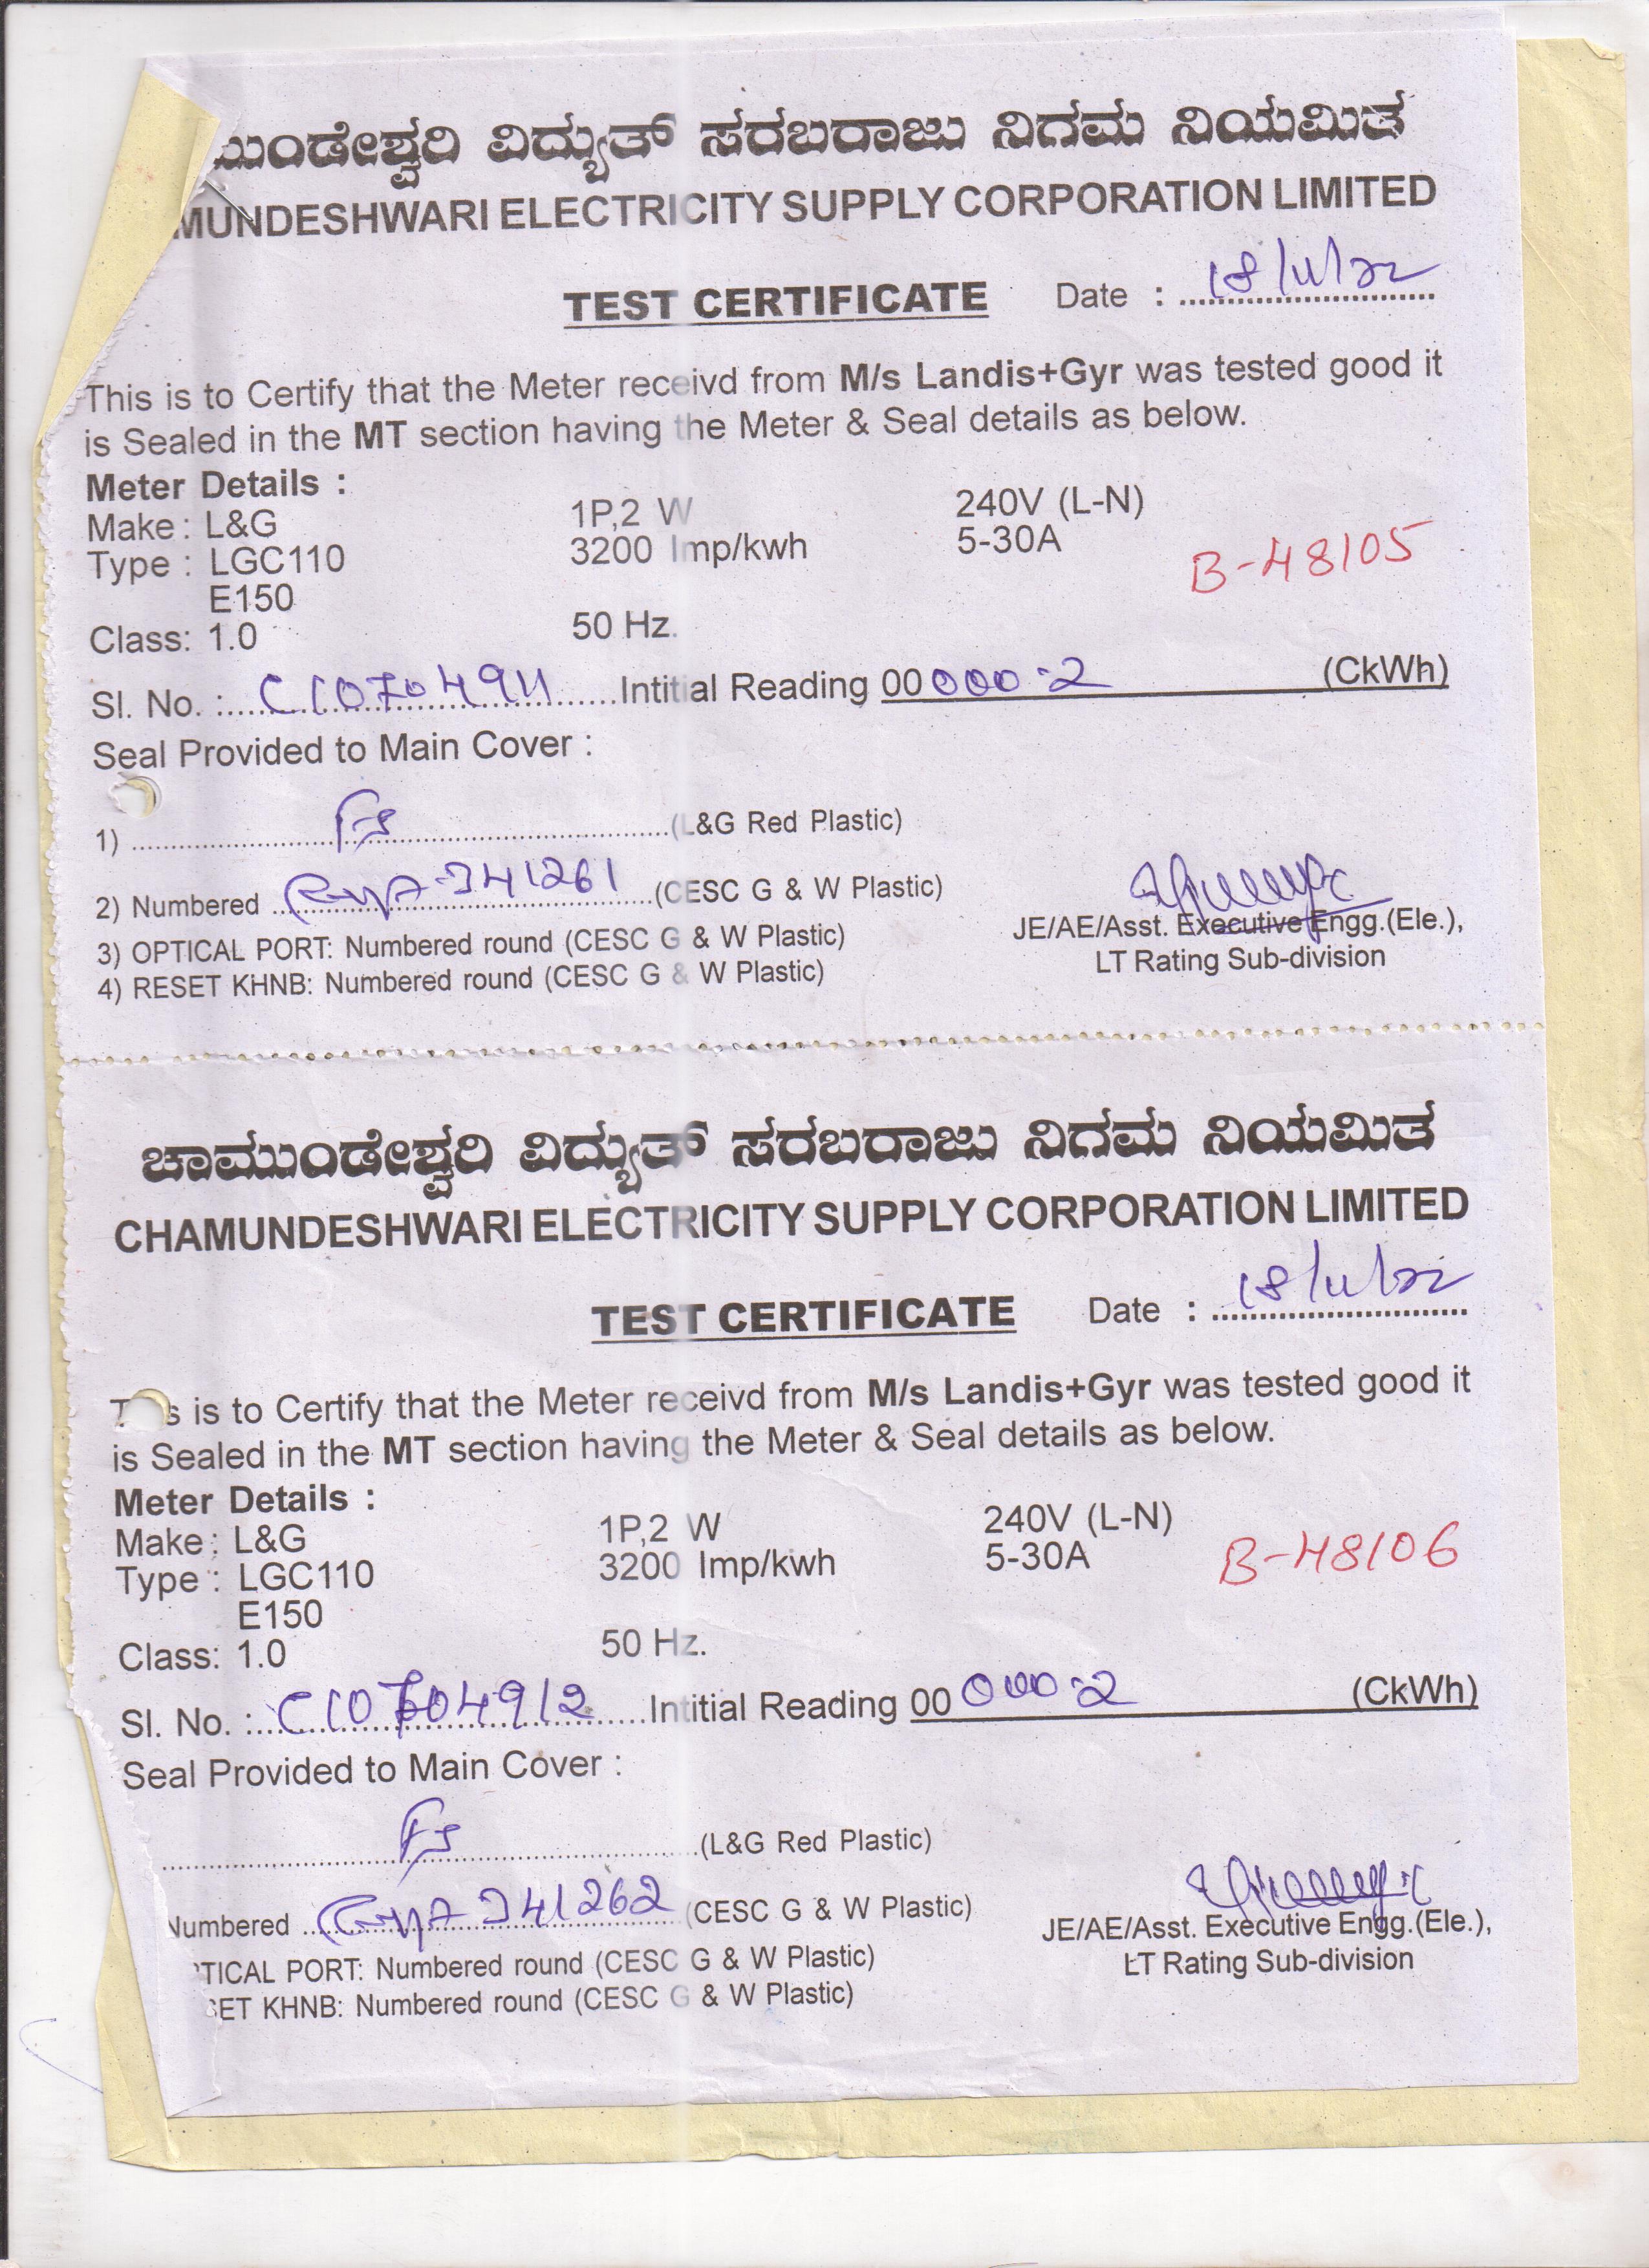 ಮುಂಡೇಶ್ವರಿ ವಿದ್ಯುತ್ ಸರಬರಾಜು ನಿಗಮ ನಿಯಮಿತ
MUNDESHWARI ELECTRICITY SUPPLY CORPORATION LIMITED
TEST CERTIFICATE Date : 18/11/22
This is to Certify that the Meter receivd from M/s Landis+Gyr was tested good it
is Sealed in the MT section having the Meter & Seal details as below.
Meter Details :
Make : L&G 1P,2 W 240V (L-N)
Type : LGC110 3200 Imp/kwh 5-30A B-48105
E150
Class: 1.0 50 Hz.
Sl. No. : C10704911 Intitial Reading 00000.2 (CkWh)
Seal Provided to Main Cover :
1) (L&G Red Plastic)
2) Numbered 341261 (CESC G & W Plastic)
3) OPTICAL PORT: Numbered round (CESC G & W Plastic)
4) RESET KHNB: Numbered round (CESC G & W Plastic)
JE/AE/Asst. Executive Engg.(Ele.),
LT Rating Sub-division
ಚಾಮುಂಡೇಶ್ವರಿ ವಿದ್ಯುತ್ ಸರಬರಾಜು ನಿಗಮ ನಿಯಮಿತ
CHAMUNDESHWARI ELECTRICITY SUPPLY CORPORATION LIMITED
TEST CERTIFICATE Date : 18/11/22
This is to Certify that the Meter receivd from M/s Landis+Gyr was tested good it
is Sealed in the MT section having the Meter & Seal details as below.
Meter Details :
Make : L&G 1P,2 W 240V (L-N)
Type : LGC110 3200 Imp/kwh 5-30A B-48106
E150
Class: 1.0 50 Hz.
Sl. No. : C10704912 Intitial Reading 00000.2 (CkWh)
Seal Provided to Main Cover :
(L&G Red Plastic)
Numbered 341262 (CESC G & W Plastic)
TICAL PORT: Numbered round (CESC G & W Plastic)
SET KHNB: Numbered round (CESC G & W Plastic)
JE/AE/Asst. Executive Engg.(Ele.),
LT Rating Sub-division